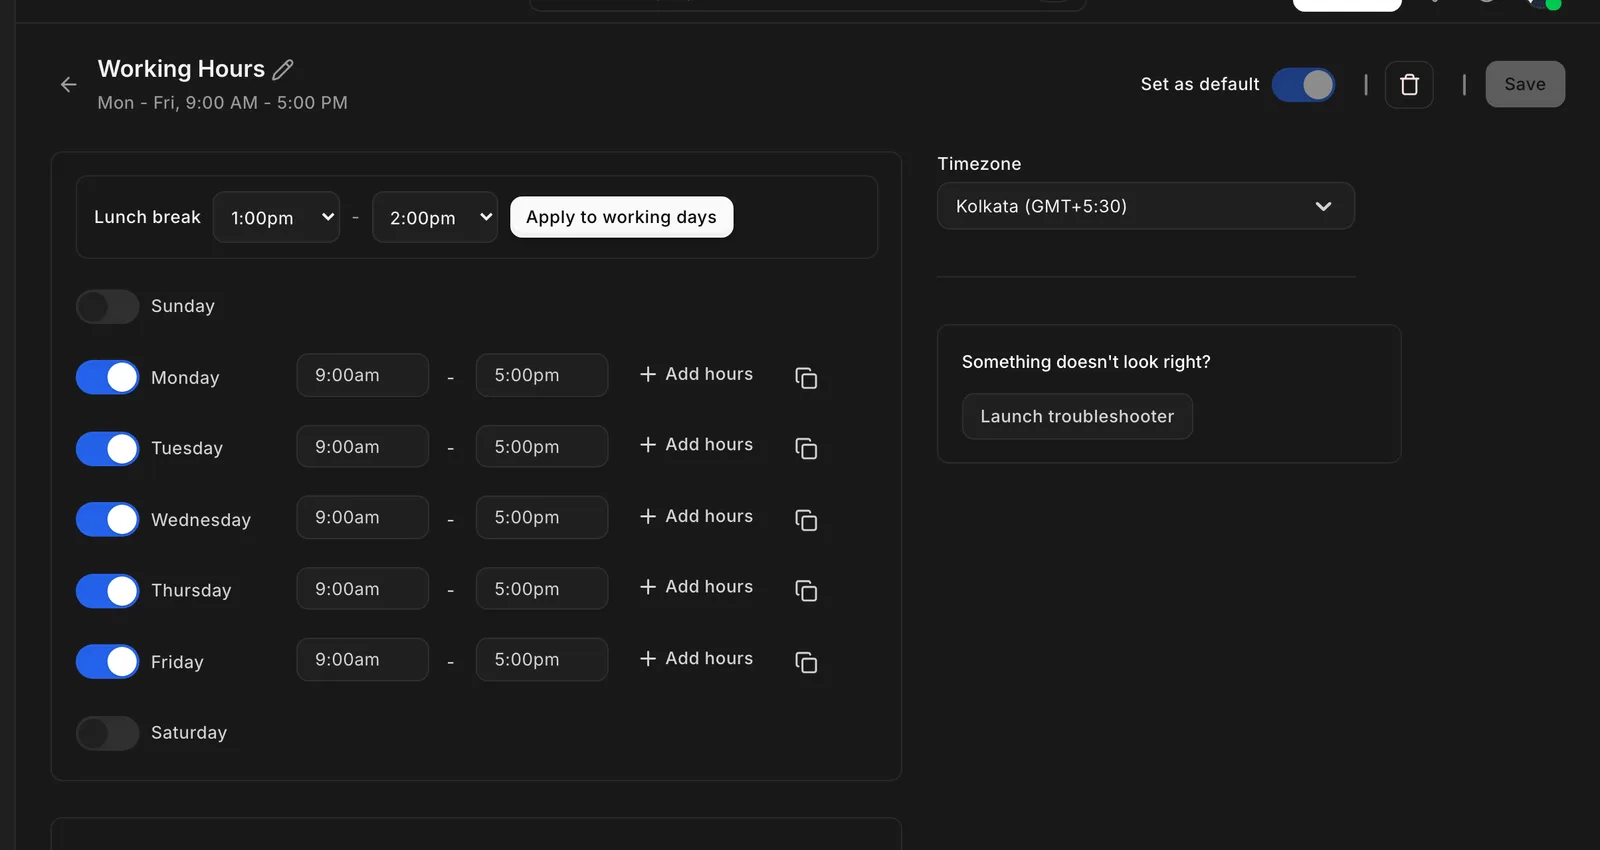 Working Hours
Mon - Fri, 9:00 AM - 5:00 PM
Set as default
Save
Lunch break 1:00pm - 2:00pm Apply to working days
Sunday
Monday 9:00am - 5:00pm + Add hours
Tuesday 9:00am - 5:00pm + Add hours
Wednesday 9:00am - 5:00pm + Add hours
Thursday 9:00am - 5:00pm + Add hours
Friday 9:00am - 5:00pm + Add hours
Saturday
Timezone
Kolkata (GMT+5:30)
Something doesn't look right?
Launch troubleshooter